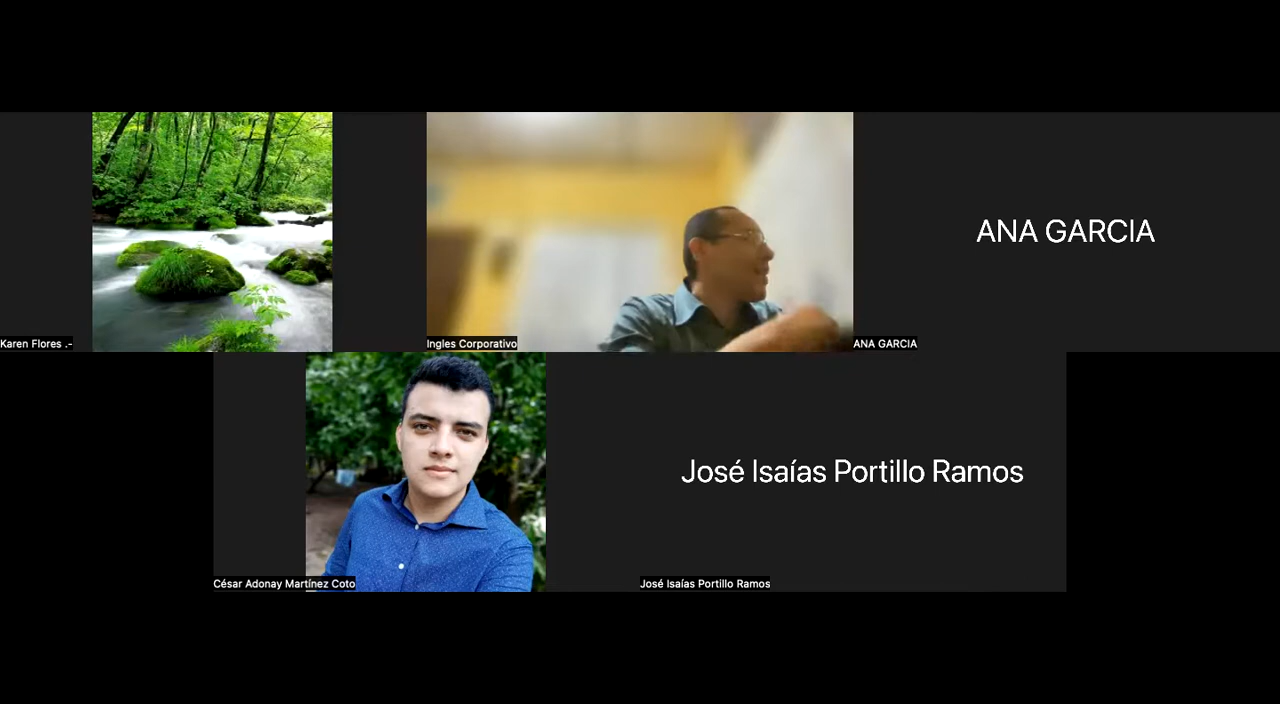 ANA GARCIA
Karen Flores .-
Ingles Corporativo
ANA GARCIA
José Isaías Portillo Ramos
César Adonay Martínez Coto
José Isaías Portillo Ramos